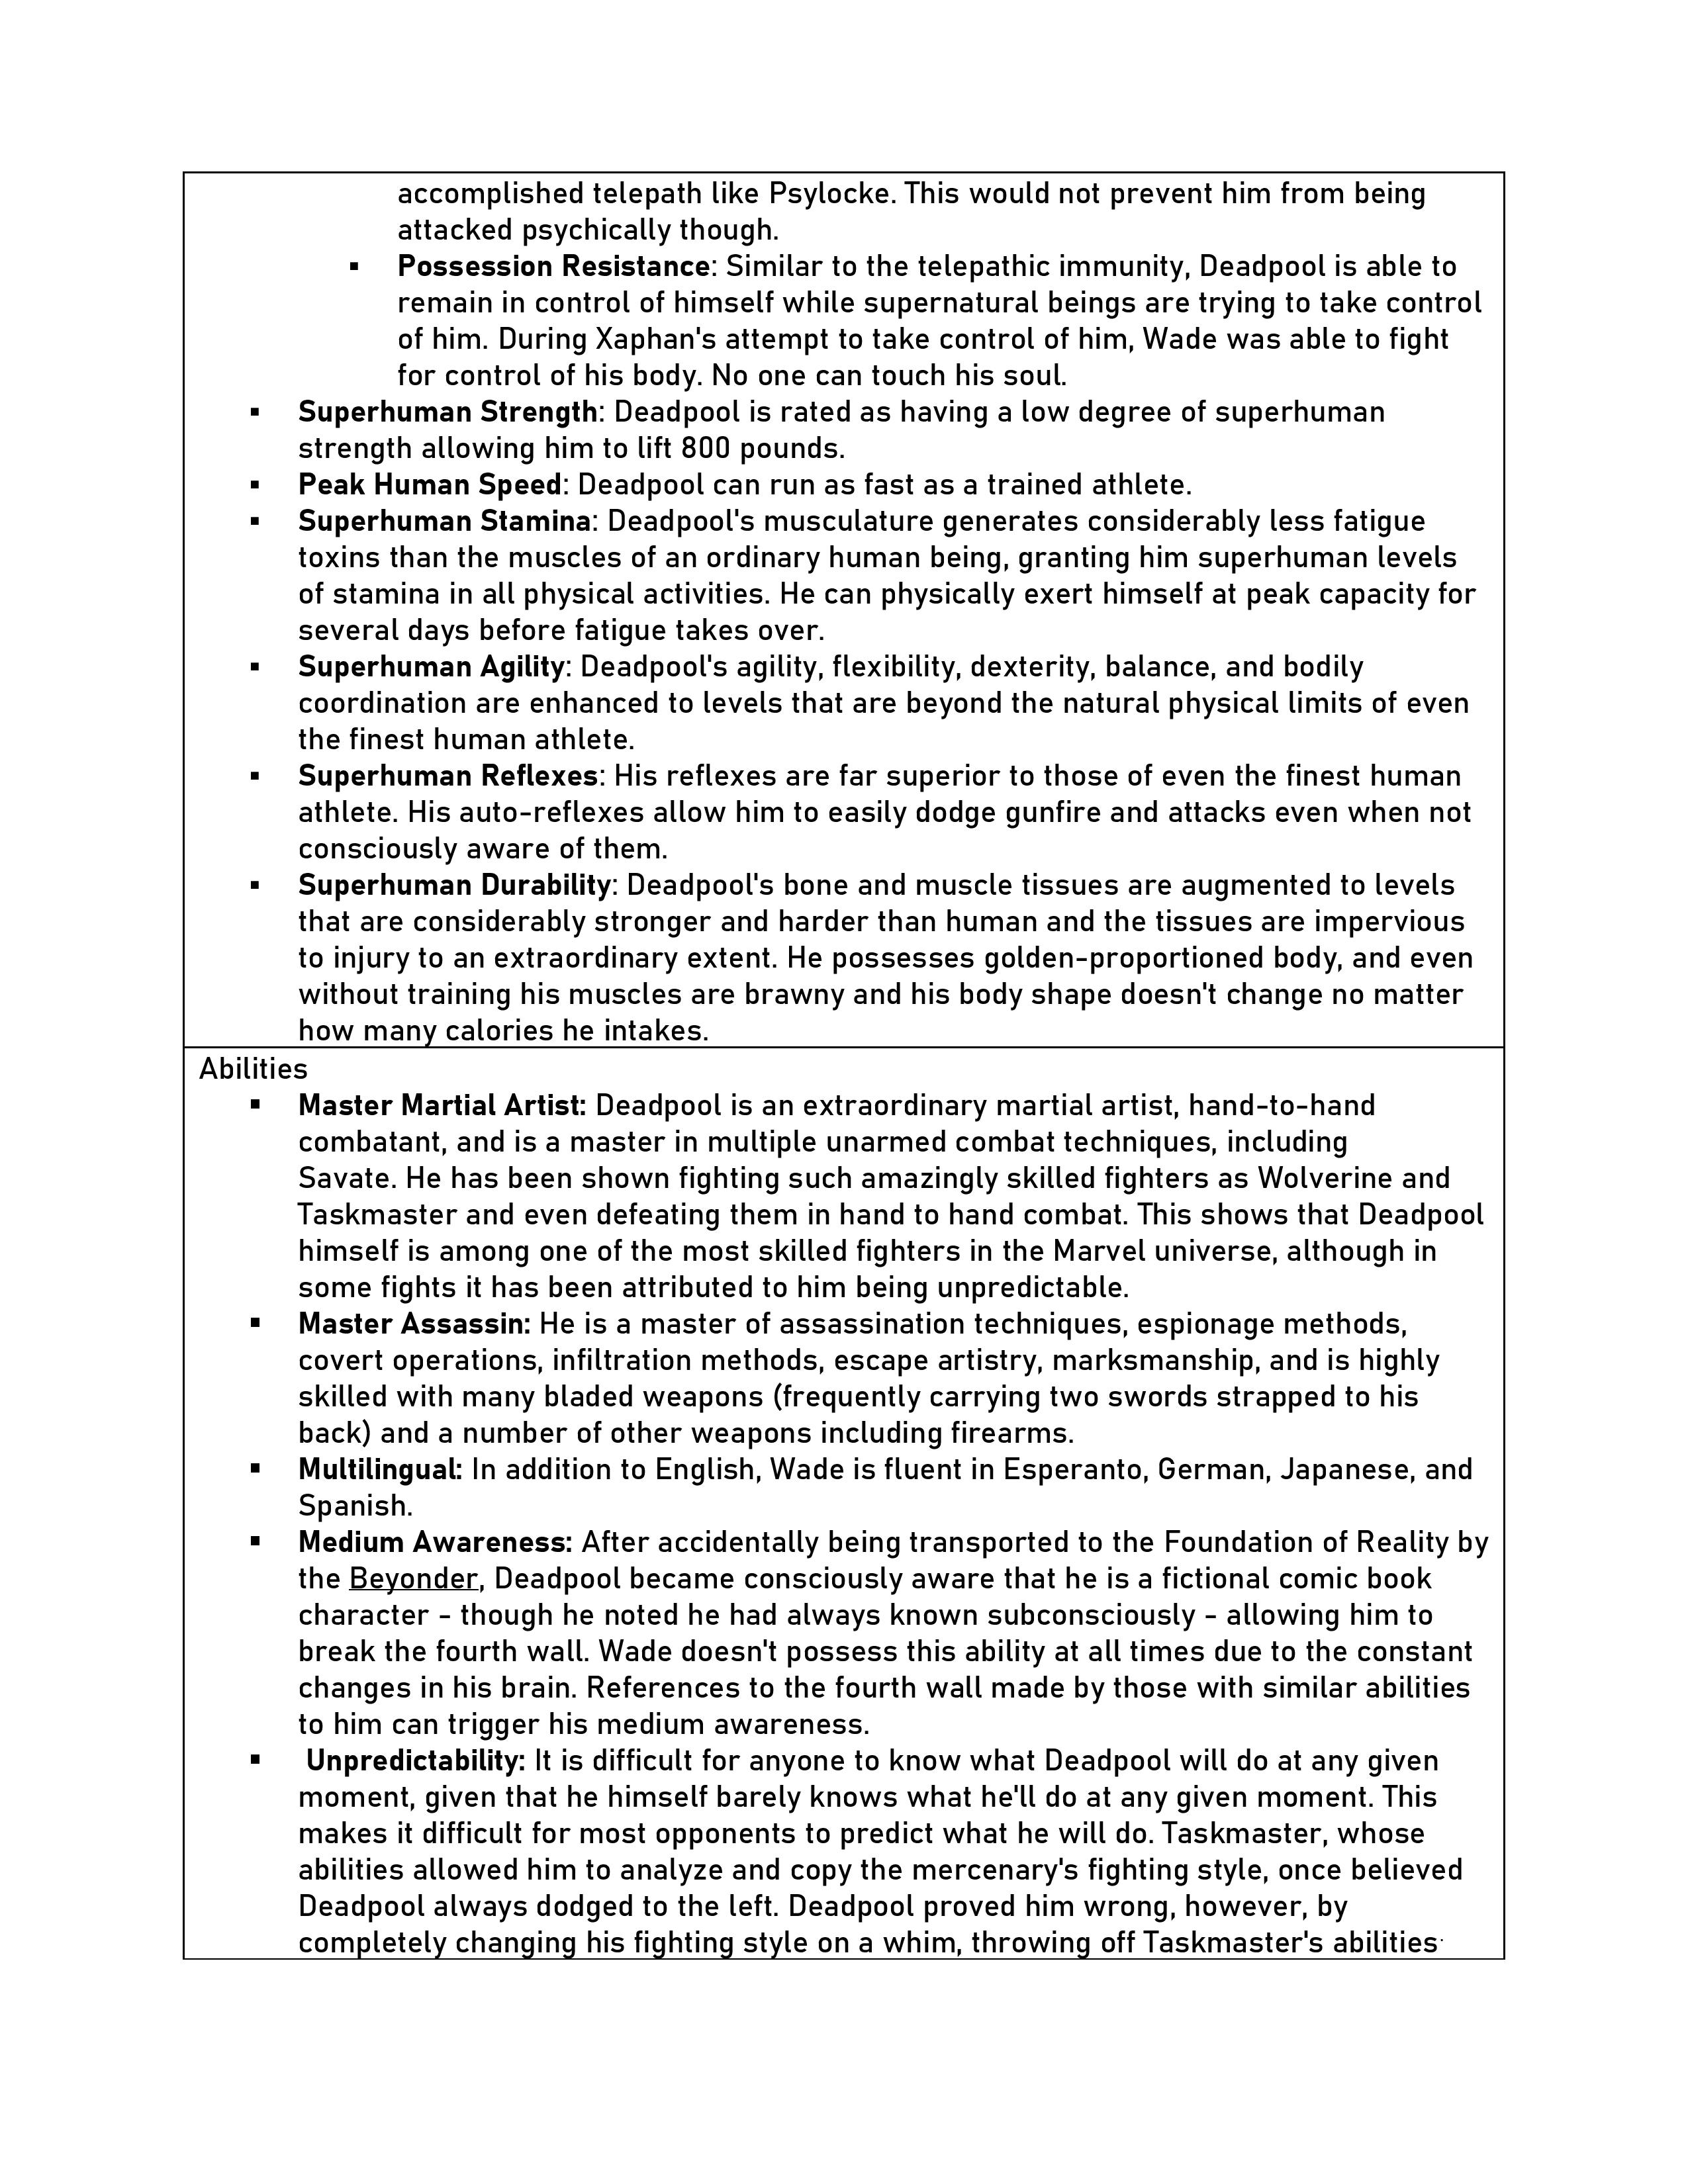 accomplished telepath like Psylocke. This would not prevent him from being
attacked psychically though.
▪ Possession Resistance: Similar to the telepathic immunity, Deadpool is able to
remain in control of himself while supernatural beings are trying to take control
of him. During Xaphan's attempt to take control of him, Wade was able to fight
for control of his body. No one can touch his soul.
▪ Superhuman Strength: Deadpool is rated as having a low degree of superhuman
strength allowing him to lift 800 pounds.
▪ Peak Human Speed: Deadpool can run as fast as a trained athlete.
▪ Superhuman Stamina: Deadpool's musculature generates considerably less fatigue
toxins than the muscles of an ordinary human being, granting him superhuman levels
of stamina in all physical activities. He can physically exert himself at peak capacity for
several days before fatigue takes over.
▪ Superhuman Agility: Deadpool's agility, flexibility, dexterity, balance, and bodily
coordination are enhanced to levels that are beyond the natural physical limits of even
the finest human athlete.
▪ Superhuman Reflexes: His reflexes are far superior to those of even the finest human
athlete. His auto-reflexes allow him to easily dodge gunfire and attacks even when not
consciously aware of them.
▪ Superhuman Durability: Deadpool's bone and muscle tissues are augmented to levels
that are considerably stronger and harder than human and the tissues are impervious
to injury to an extraordinary extent. He possesses golden-proportioned body, and even
without training his muscles are brawny and his body shape doesn't change no matter
how many calories he intakes.
Abilities
▪ Master Martial Artist: Deadpool is an extraordinary martial artist, hand-to-hand
combatant, and is a master in multiple unarmed combat techniques, including
Savate. He has been shown fighting such amazingly skilled fighters as Wolverine and
Taskmaster and even defeating them in hand to hand combat. This shows that Deadpool
himself is among one of the most skilled fighters in the Marvel universe, although in
some fights it has been attributed to him being unpredictable.
▪ Master Assassin: He is a master of assassination techniques, espionage methods,
covert operations, infiltration methods, escape artistry, marksmanship, and is highly
skilled with many bladed weapons (frequently carrying two swords strapped to his
back) and a number of other weapons including firearms.
▪ Multilingual: In addition to English, Wade is fluent in Esperanto, German, Japanese, and
Spanish.
▪ Medium Awareness: After accidentally being transported to the Foundation of Reality by
the Beyonder, Deadpool became consciously aware that he is a fictional comic book
character - though he noted he had always known subconsciously - allowing him to
break the fourth wall. Wade doesn't possess this ability at all times due to the constant
changes in his brain. References to the fourth wall made by those with similar abilities
to him can trigger his medium awareness.
▪ Unpredictability: It is difficult for anyone to know what Deadpool will do at any given
moment, given that he himself barely knows what he'll do at any given moment. This
makes it difficult for most opponents to predict what he will do. Taskmaster, whose
abilities allowed him to analyze and copy the mercenary's fighting style, once believed
Deadpool always dodged to the left. Deadpool proved him wrong, however, by
completely changing his fighting style on a whim, throwing off Taskmaster's abilities.